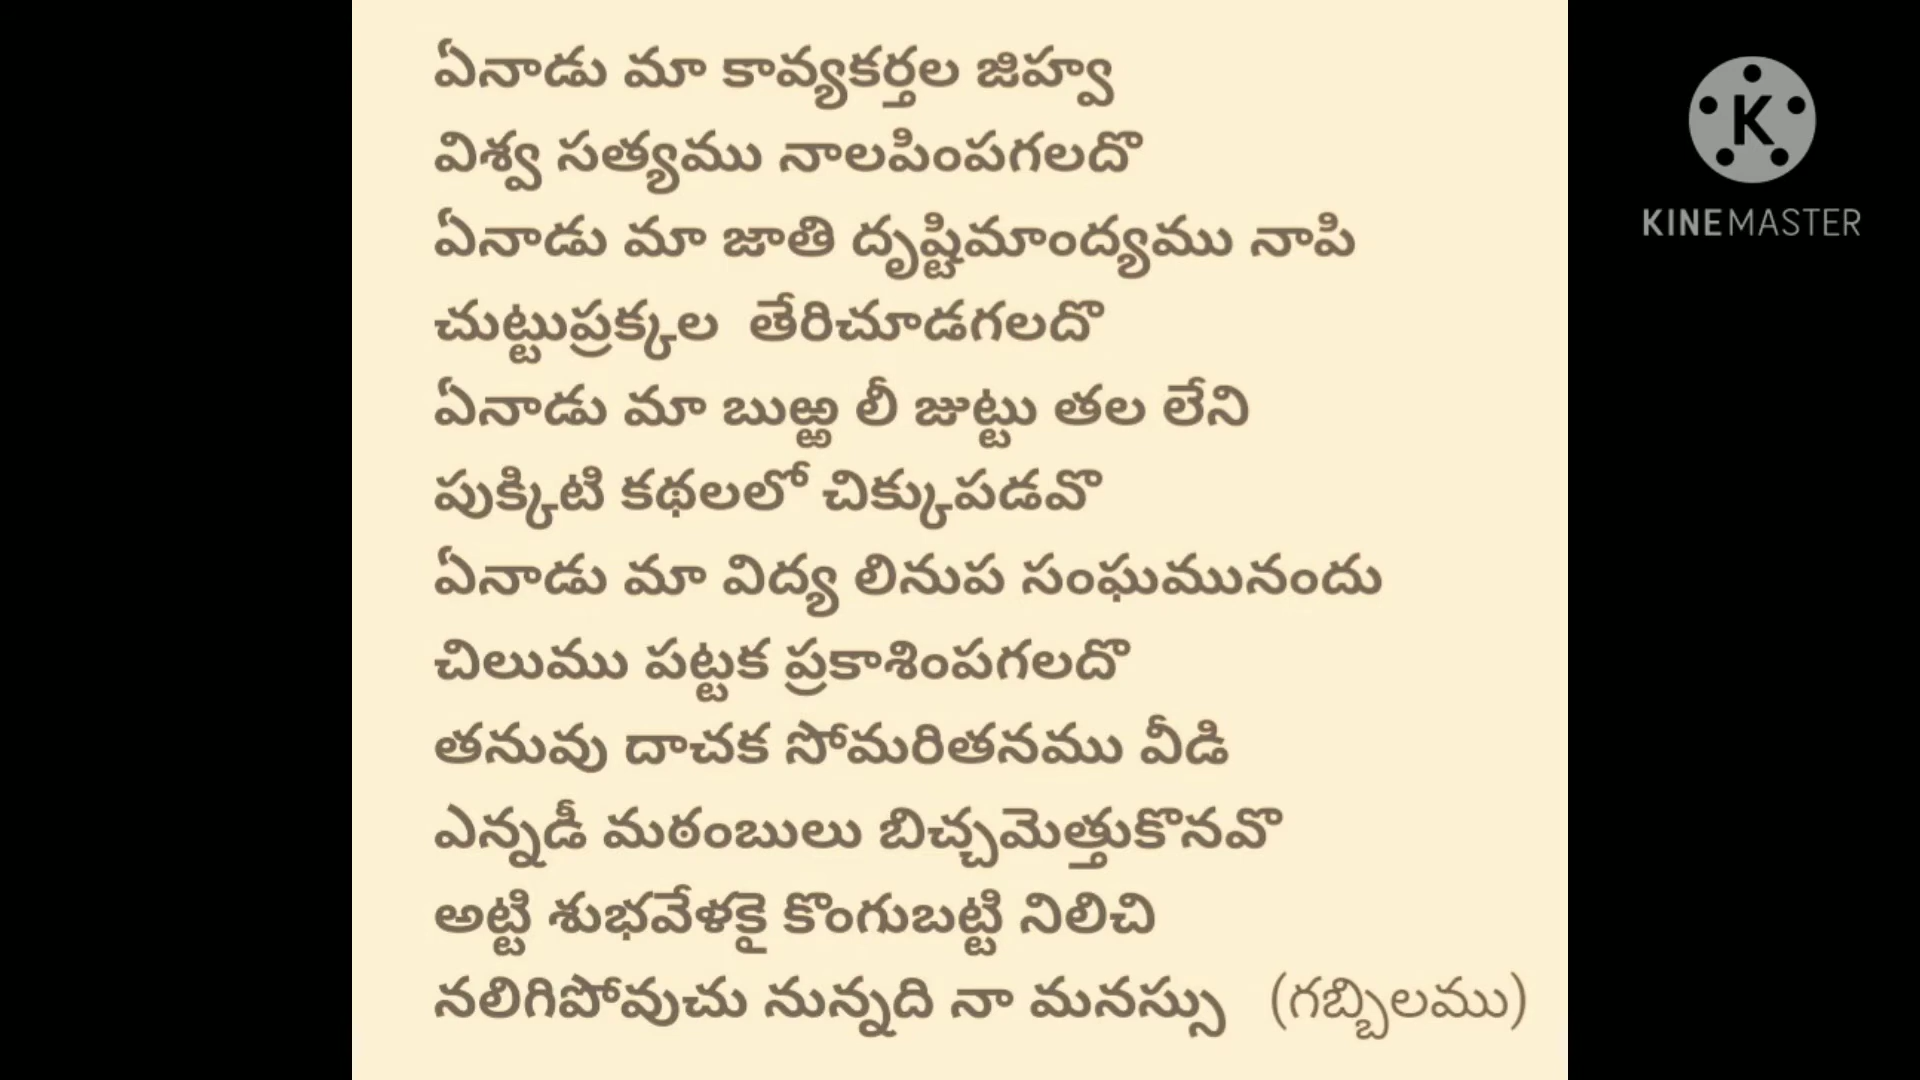 ఏనాడు మా కావ్యకర్తల జిహ్వ
విశ్వ సత్యము నాలపింపగలదొ
ఏనాడు మా జాతి దృష్టిమాంద్యము నాపి
చుట్టుప్రక్కల తేరిచూడగలదొ
ఏనాడు మా బుఱ్ఱ లీ జుట్టు తల లేని
పుక్కిటి కథలలో చిక్కుపడవొ
ఏనాడు మా విద్య లినుప సంఘమునందు
చిలుము పట్టక ప్రకాశింపగలదొ
తనువు దాచక సోమరితనము వీడి
ఎన్నడీ మఠంబులు బిచ్చమెత్తుకొనవొ
అట్టి శుభవేళకై కొంగుబట్టి నిలిచి
నలిగిపోవుచు నున్నది నా మనస్సు (గబ్బిలము)
K
KINEMASTER